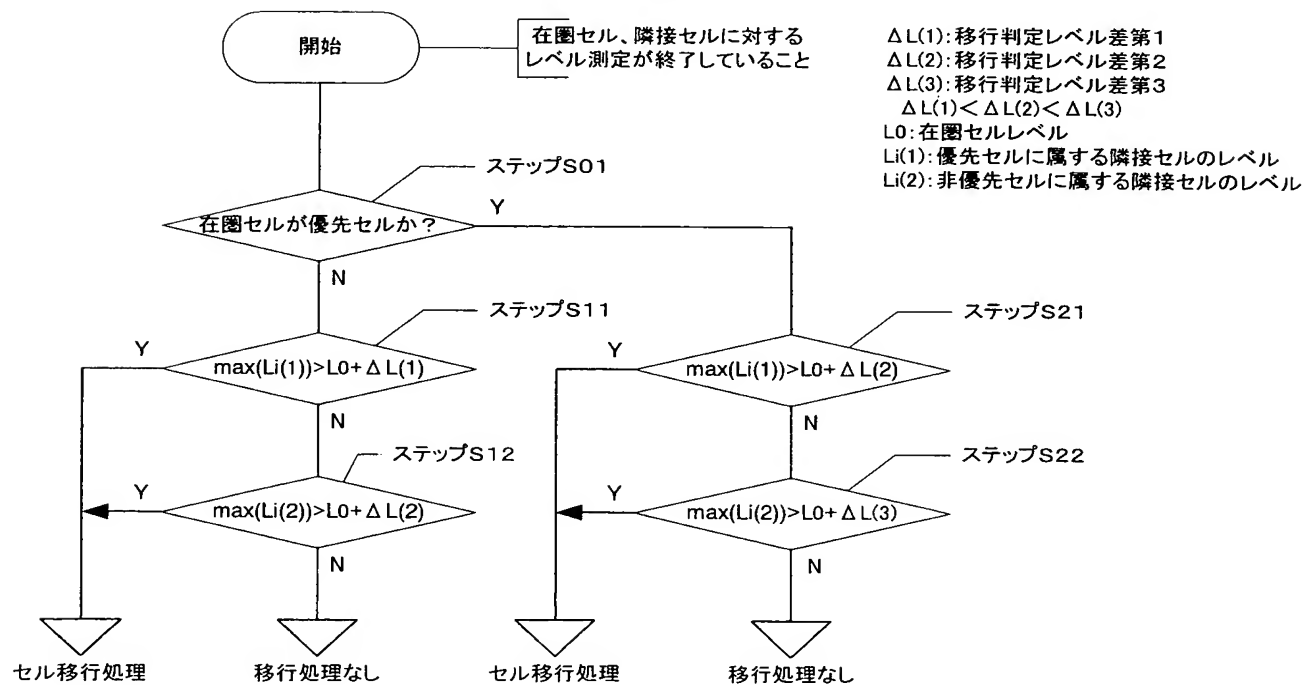 開始
在圏セル、隣接セルに対する
レベル測定が終了していること
ΔL(1):移行判定レベル差第1
ΔL(2):移行判定レベル差第2
ΔL(3):移行判定レベル差第3
ΔL(1)<ΔL(2)<ΔL(3)
L0:在圏セルレベル
Li(1):優先セルに属する隣接セルのレベル
Li(2):非優先セルに属する隣接セルのレベル
ステップS01
在圏セルが優先セルか?
Y
N
ステップS11
Y
max(Li(1))>L0+ΔL(1)
N
ステップS12
Y
max(Li(2))>L0+ΔL(2)
N
セル移行処理
移行処理なし
ステップS21
Y
max(Li(1))>L0+ΔL(2)
N
ステップS22
Y
max(Li(2))>L0+ΔL(3)
N
セル移行処理
移行処理なし